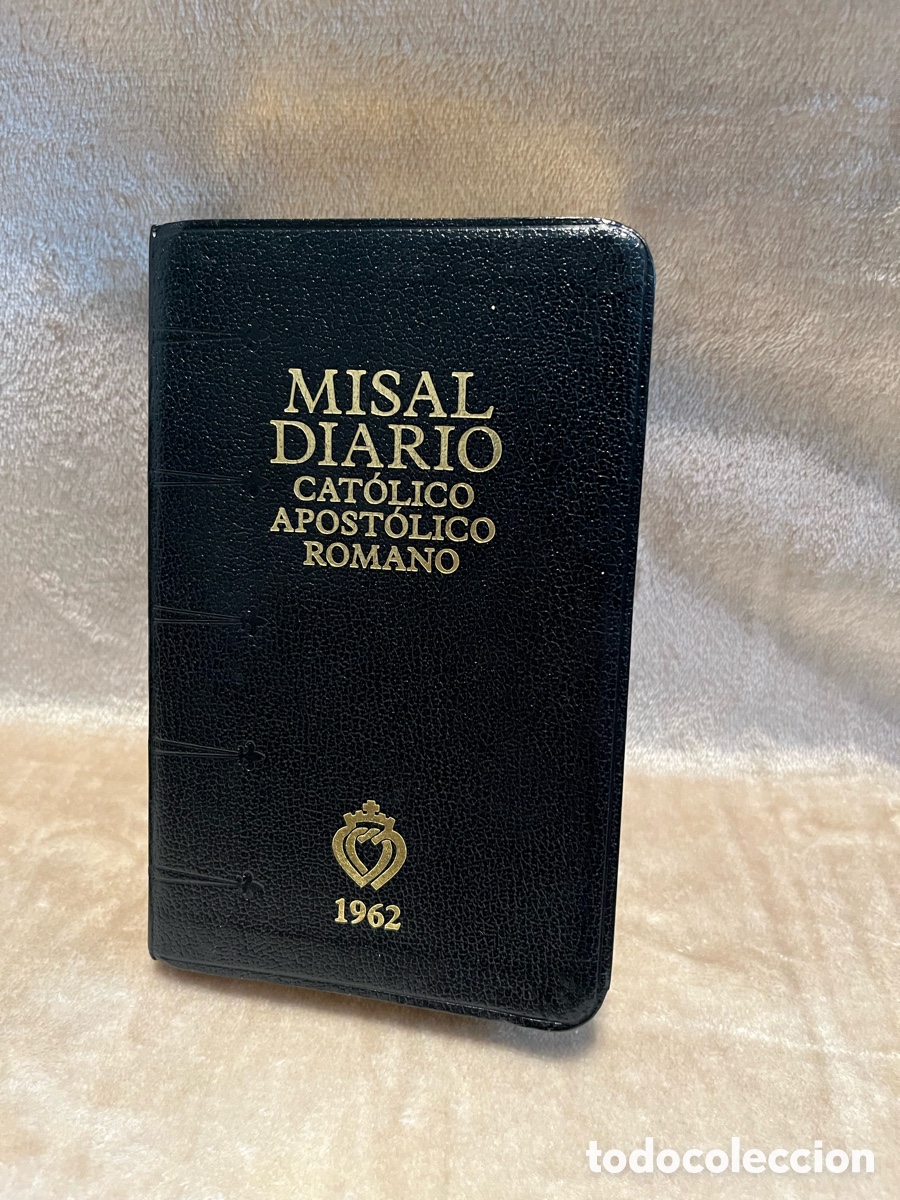 MISAL
DIARIO
CATÓLICO
APOSTÓLICO
ROMANO
1962
todocoleccion